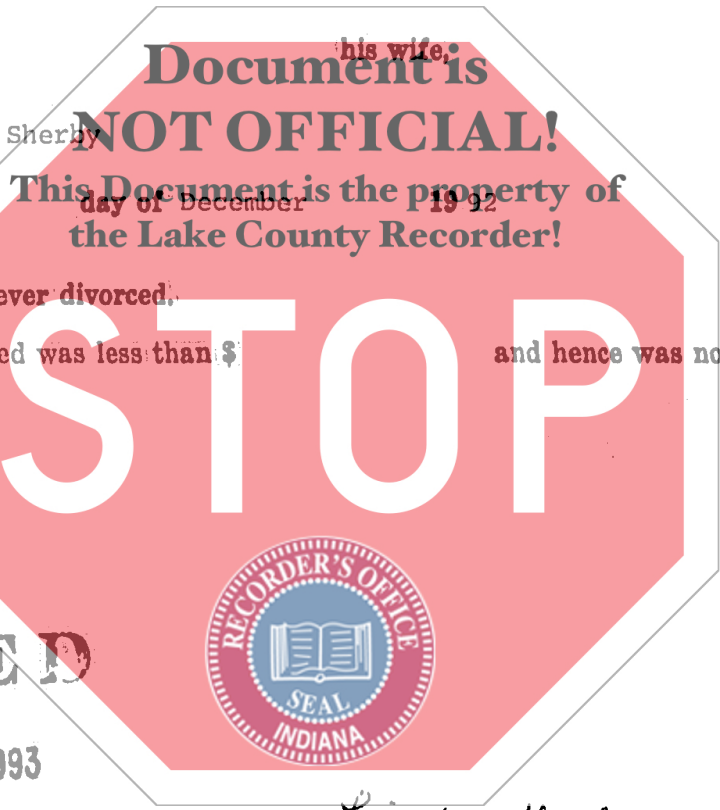 his wife,
Document is
Sherby
NOT OFFICIAL!
This Document is the property of
day of December 19 92
the Lake County Recorder!
ever divorced.
ed was less than $ and hence was no
STOP
RECORDER'S OFFICE
SEAL
INDIANA
ED
993